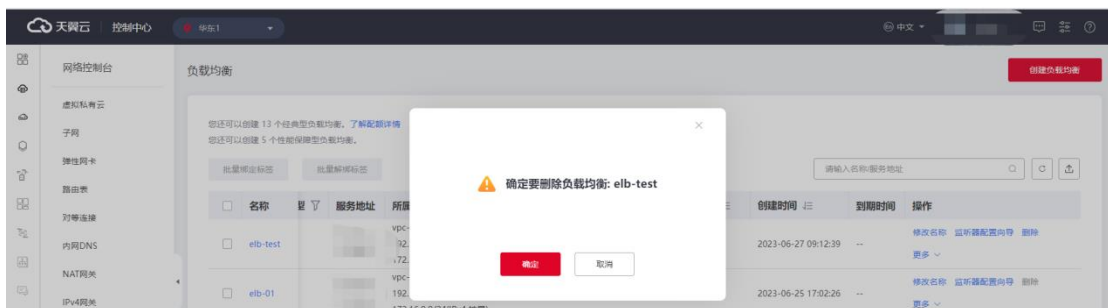 天翼云 控制中心 华东1 中文
网络控制台
虚拟私有云
子网
弹性网卡
路由表
对等连接
内网DNS
NAT网关
IPv4网关
负载均衡
创建负载均衡
您还可以创建 13 个经典型负载均衡。了解配额详情
您还可以创建 5 个性能保障型负载均衡。
批量绑定标签 批量解绑标签
请输入名称/服务地址
名称 型 服务地址 所属 创建时间 到期时间 操作
elb-test vpc- 2023-06-27 09:12:39 -- 修改名称 监听器配置向导 删除
更多
elb-01 vpc- 2023-06-25 17:02:26 -- 修改名称 监听器配置向导 删除
192.
更多
确定要删除负载均衡: elb-test
确定 取消